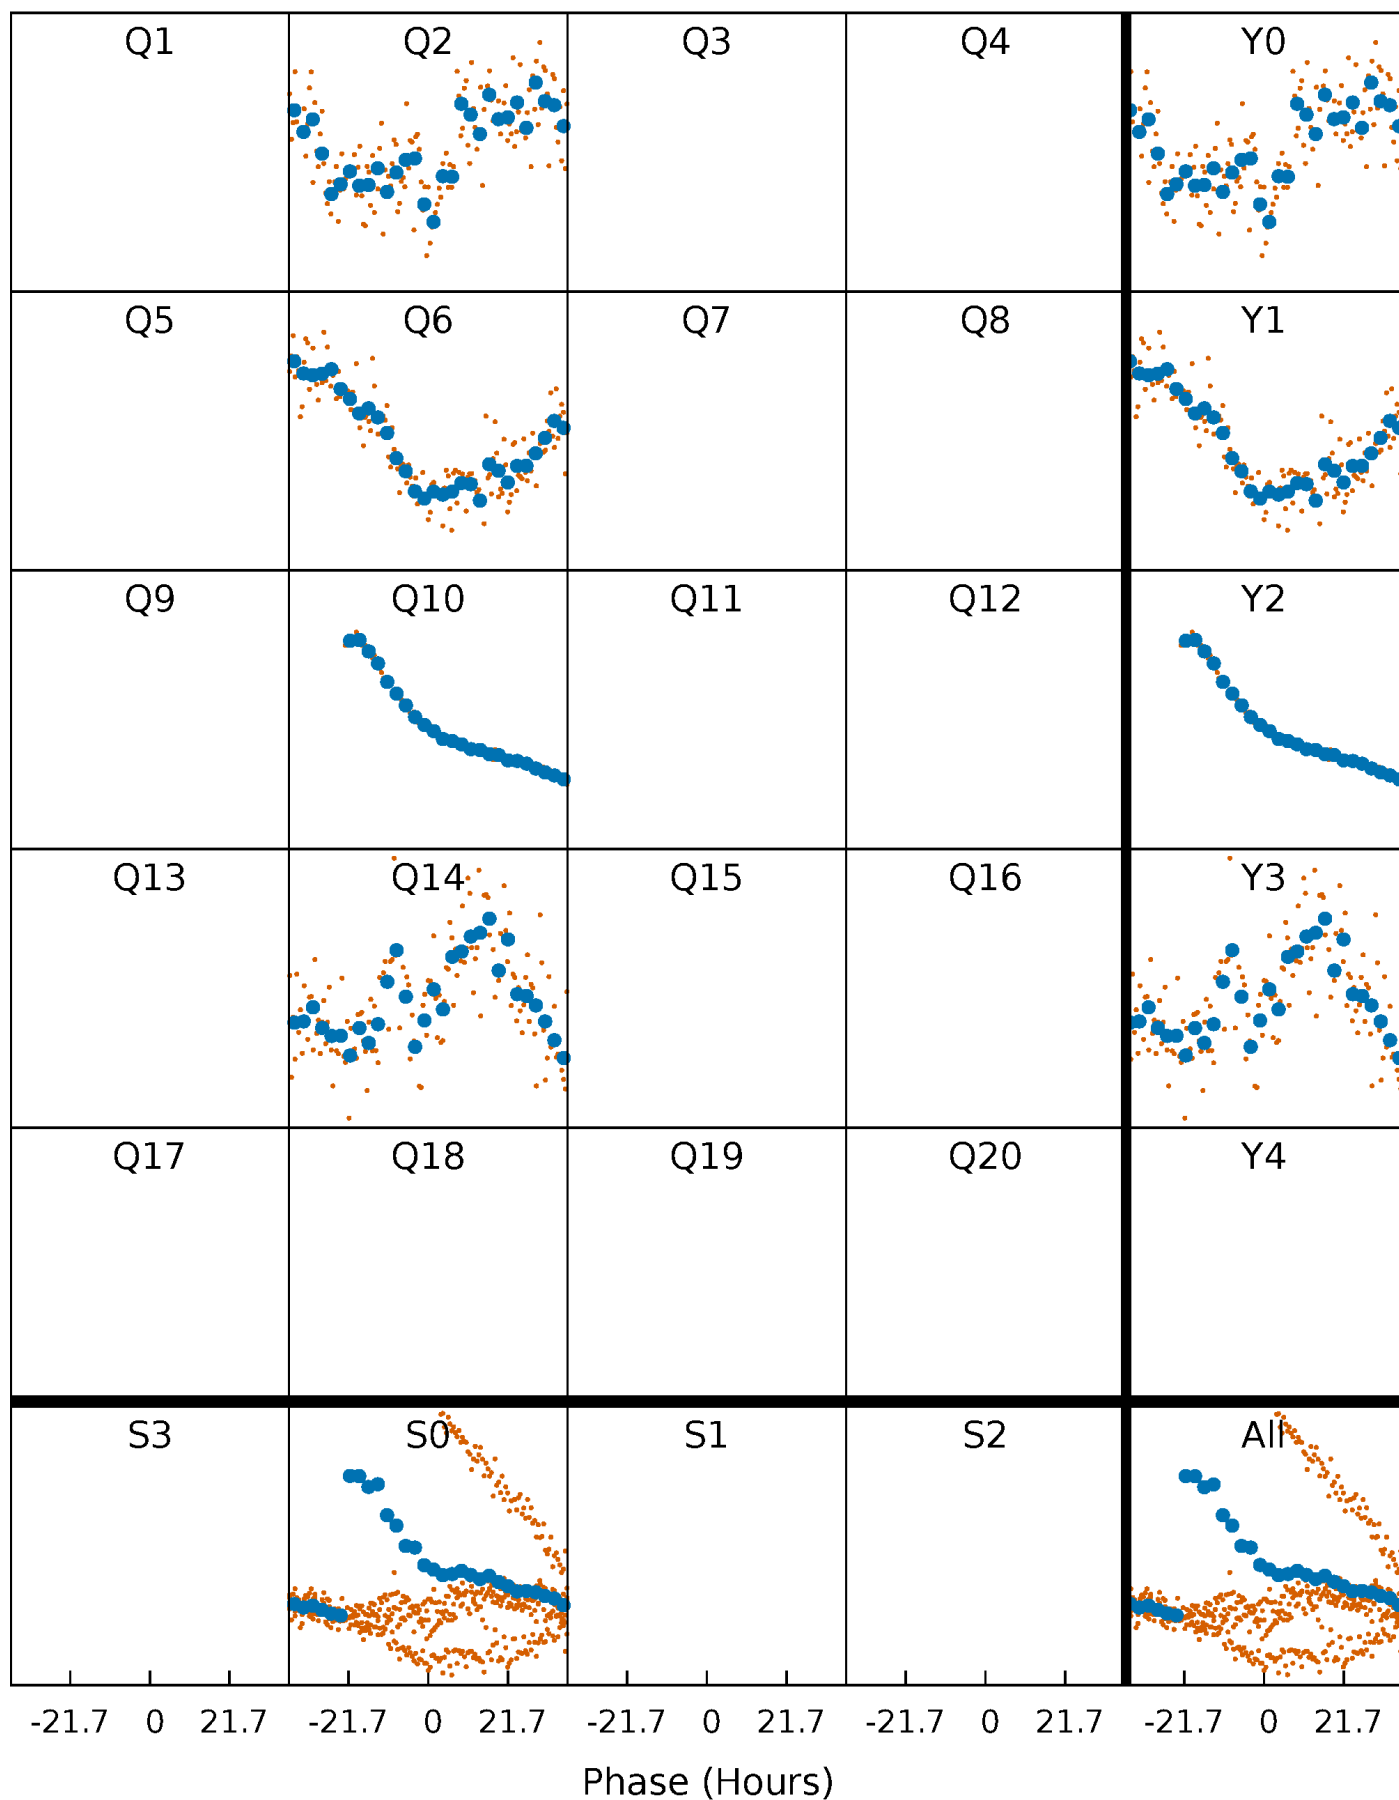 Q1 Q2 Q3 Q4 Y0
Q5 Q6 Q7 Q8 Y1
Q9 Q10 Q11 Q12 Y2
Q13 Q14 Q15 Q16 Y3
Q17 Q18 Q19 Q20 Y4
S3 S0 S1 S2 All
-21.7 0 21.7 -21.7 0 21.7 -21.7 0 21.7 -21.7 0 21.7 -21.7 0 21.7
Phase (Hours)